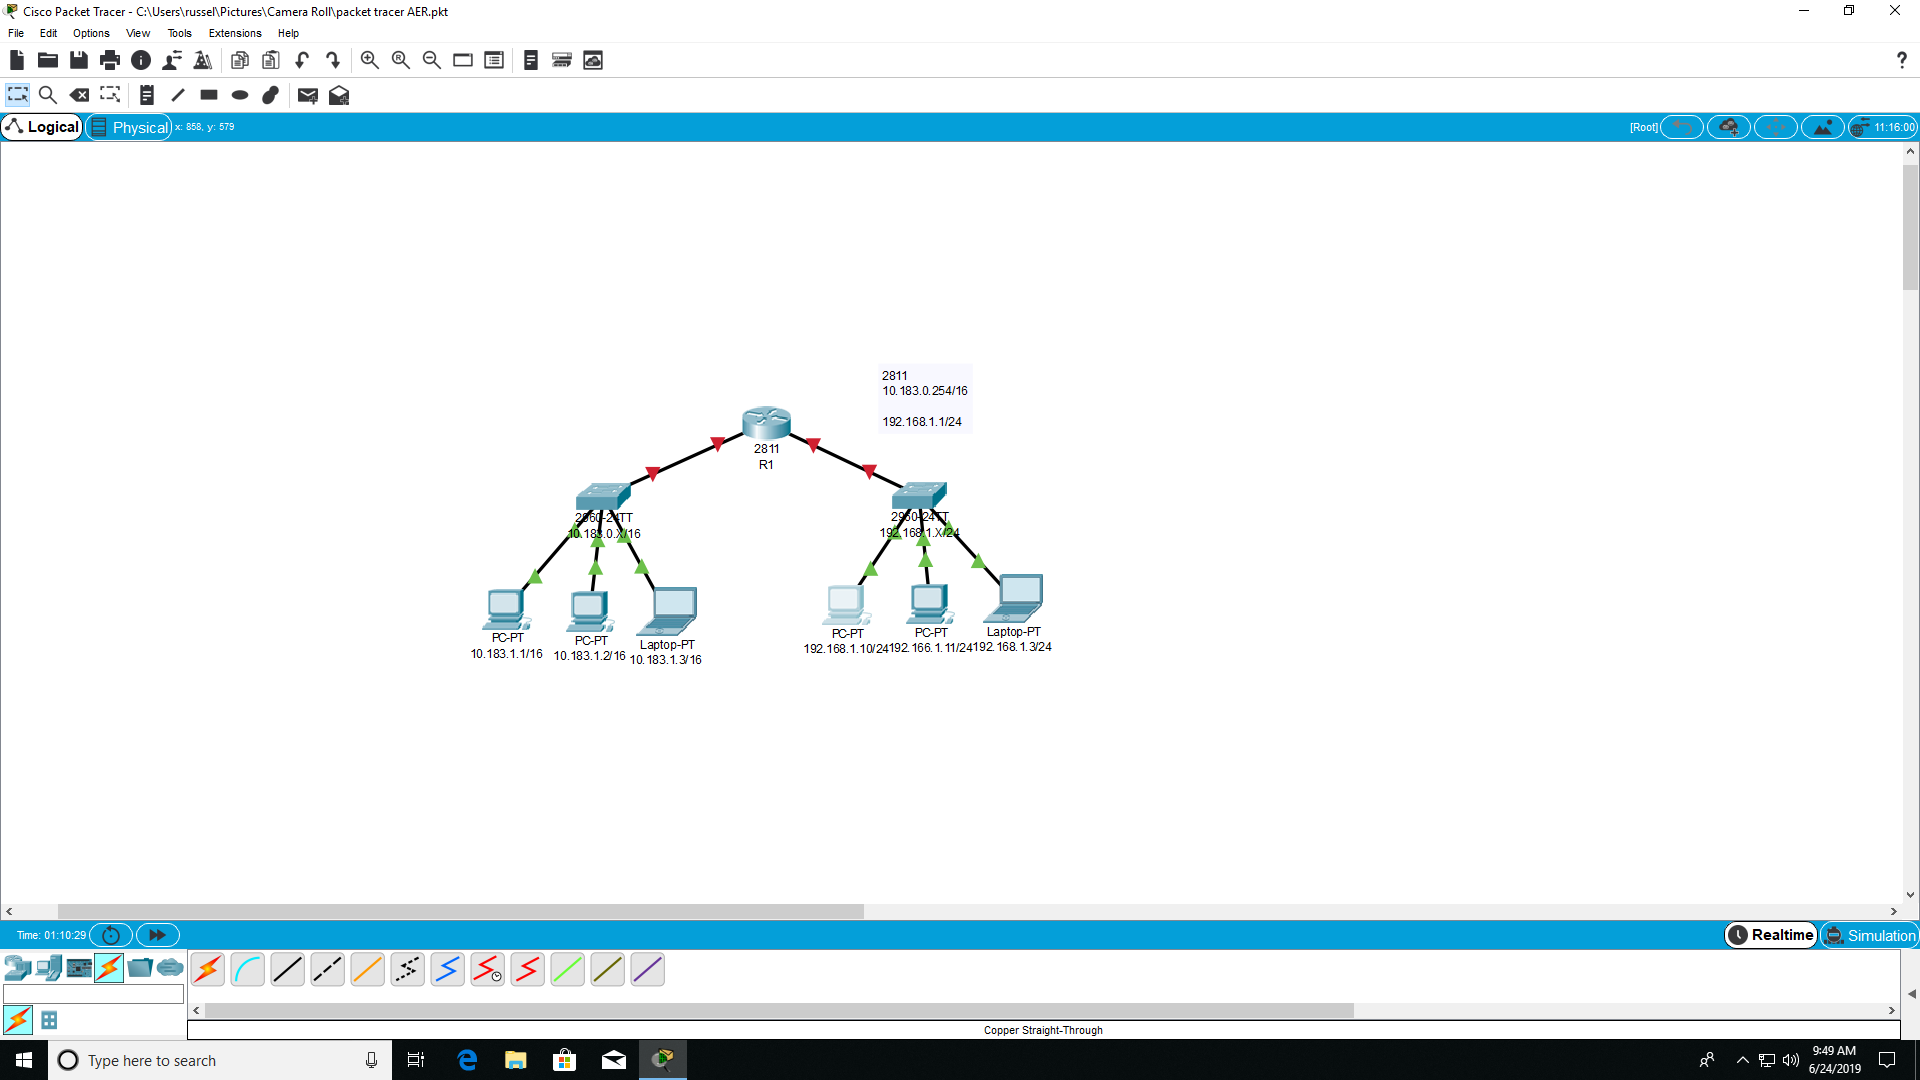 Cisco Packet Tracer - C:\Users\russel\Pictures\Camera Roll\packet tracer AER.pkt
File Edit Options View Tools Extensions Help
?
Logical Physical x: 858, y: 579 [Root] 11:16:00
2811
10.183.0.254/16
192.168.1.1/24
2811
R1
2960-24TT
10.183.0.X/16
2960-24TT
192.168.1.X/24
PC-PT
10.183.1.1/16
PC-PT
10.183.1.2/16
Laptop-PT
10.183.1.3/16
PC-PT
192.168.1.10/24
PC-PT
192.166.1.11/24
Laptop-PT
192.168.1.3/24
Time: 01:10:29 Realtime Simulation
Copper Straight-Through
Type here to search
9:49 AM
6/24/2019